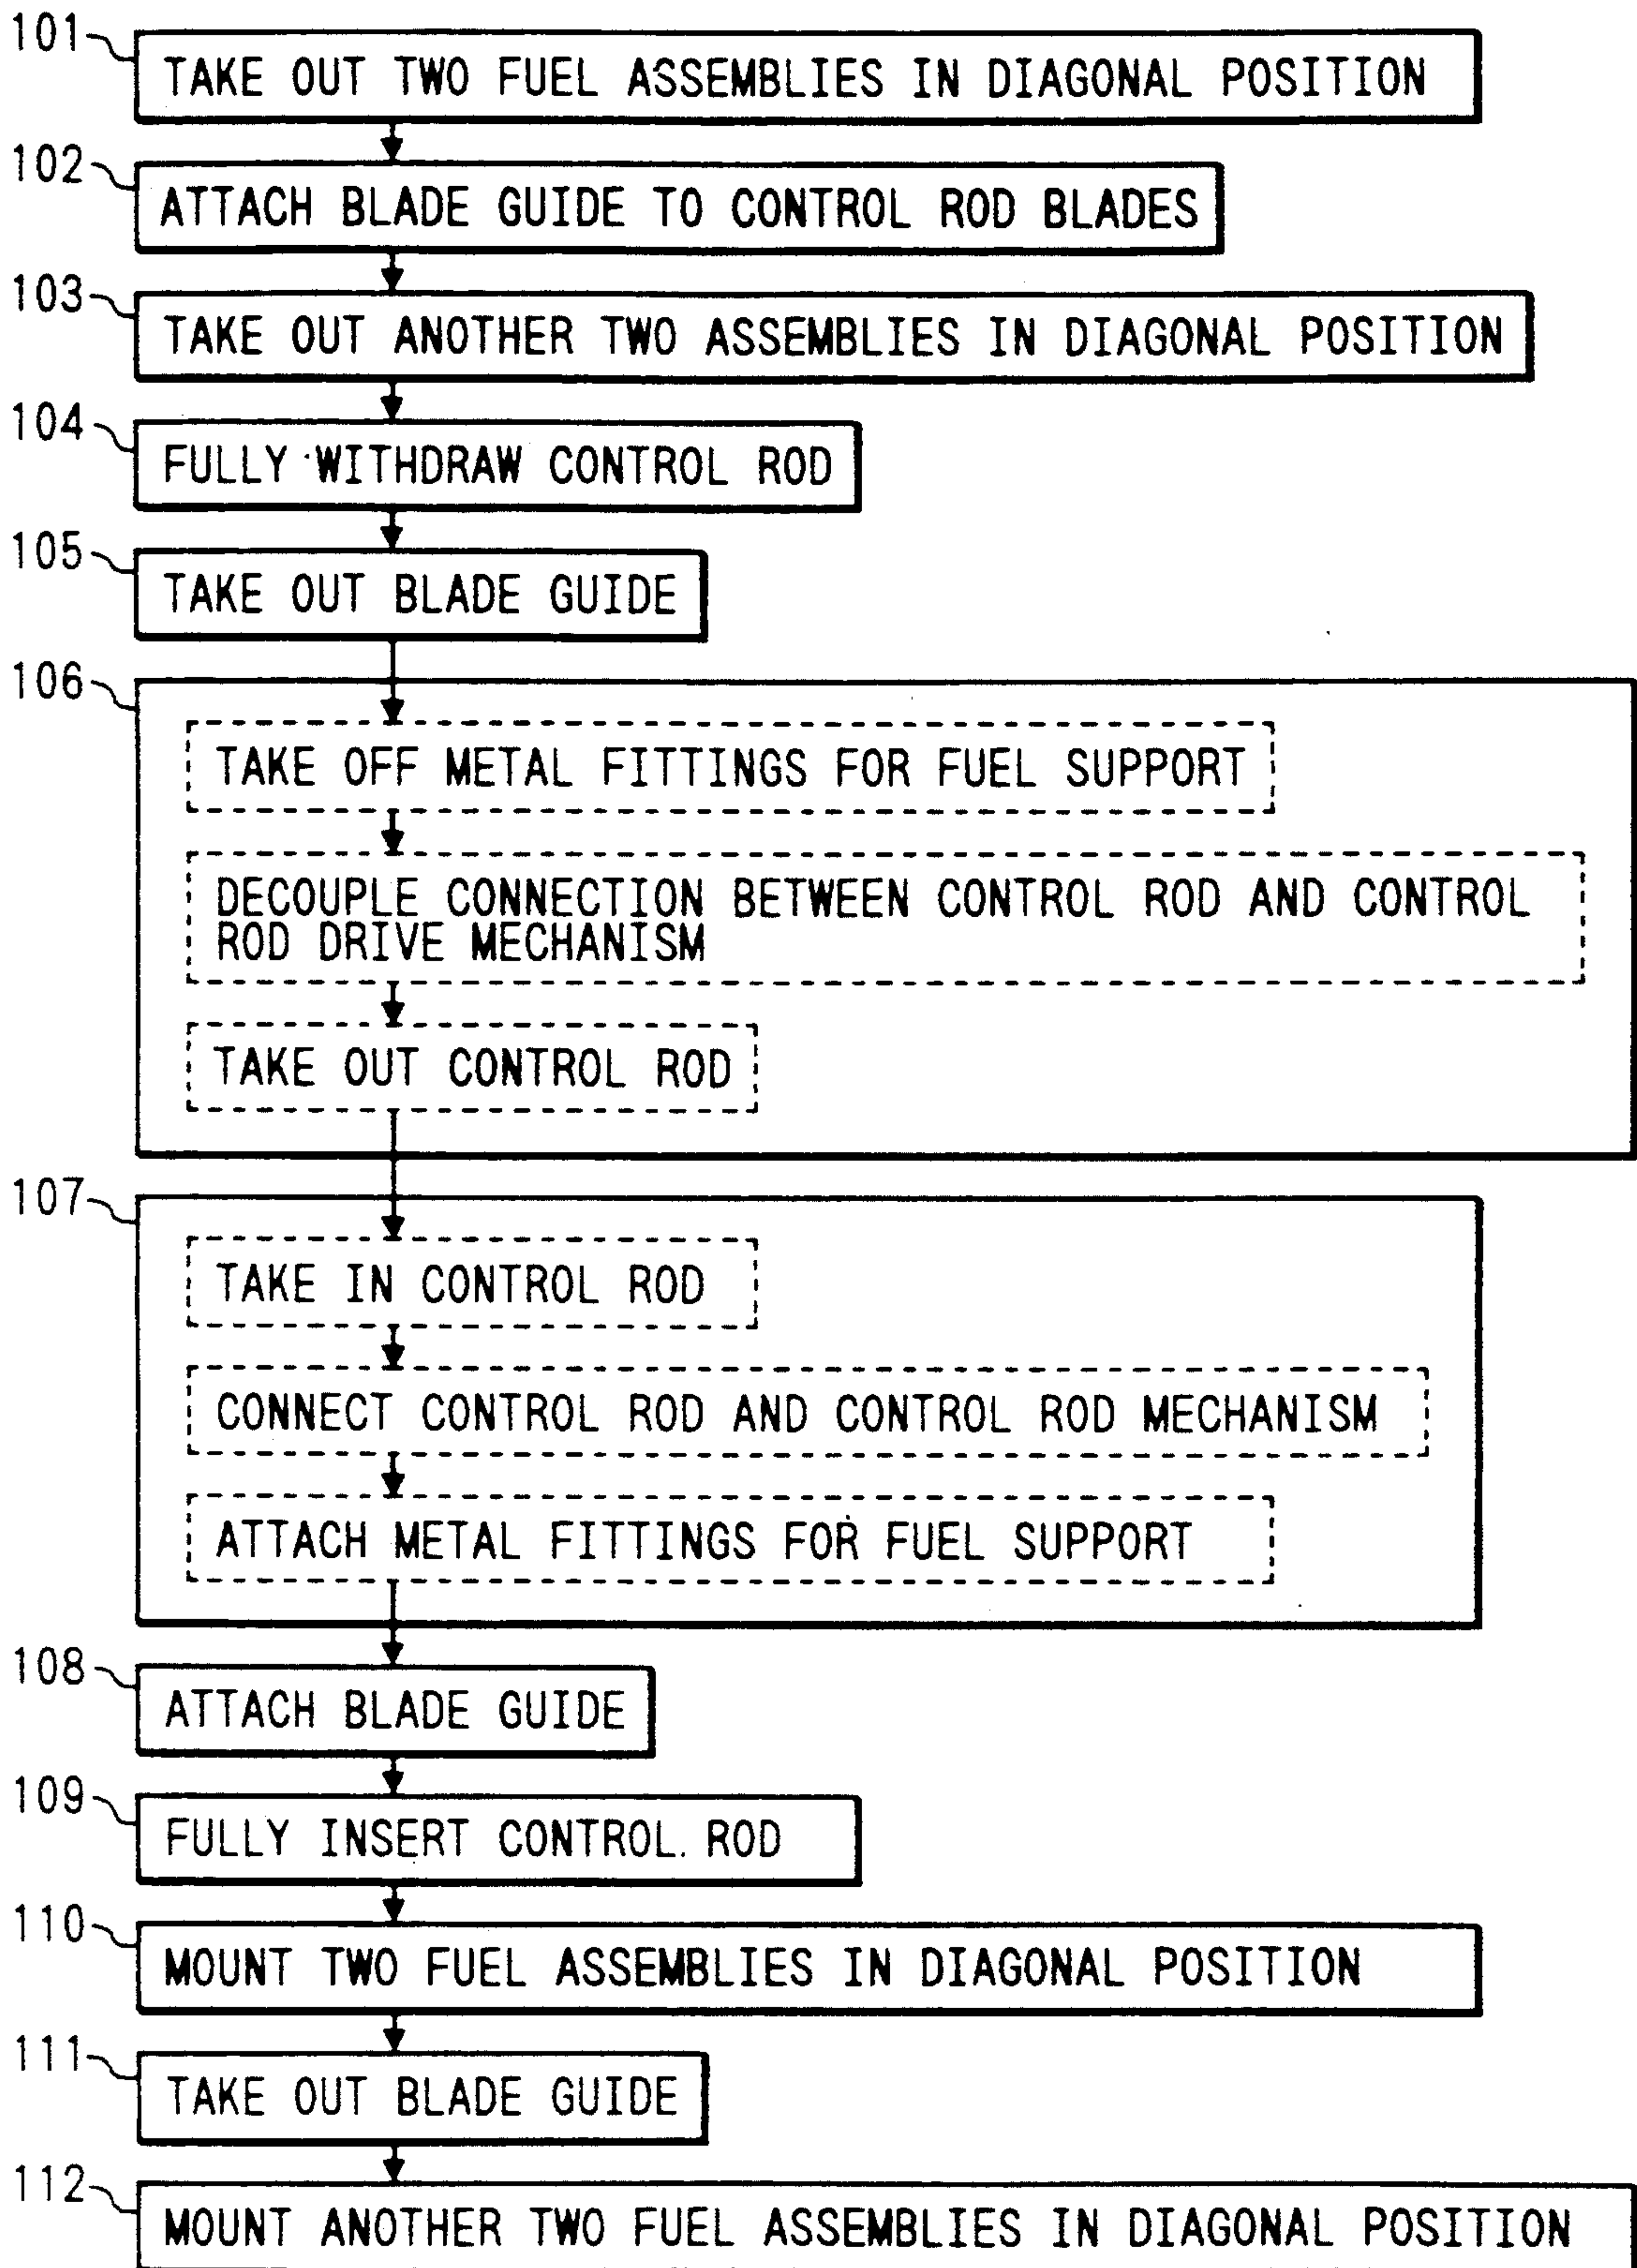 101
TAKE OUT TWO FUEL ASSEMBLIES IN DIAGONAL POSITION
102
ATTACH BLADE GUIDE TO CONTROL ROD BLADES
103
TAKE OUT ANOTHER TWO ASSEMBLIES IN DIAGONAL POSITION
104
FULLY WITHDRAW CONTROL ROD
105
TAKE OUT BLADE GUIDE
106
TAKE OFF METAL FITTINGS FOR FUEL SUPPORT
DECOUPLE CONNECTION BETWEEN CONTROL ROD AND CONTROL
ROD DRIVE MECHANISM
TAKE OUT CONTROL ROD
107
TAKE IN CONTROL ROD
CONNECT CONTROL ROD AND CONTROL ROD MECHANISM
ATTACH METAL FITTINGS FOR FUEL SUPPORT
108
ATTACH BLADE GUIDE
109
FULLY INSERT CONTROL ROD
110
MOUNT TWO FUEL ASSEMBLIES IN DIAGONAL POSITION
111
TAKE OUT BLADE GUIDE
112
MOUNT ANOTHER TWO FUEL ASSEMBLIES IN DIAGONAL POSITION